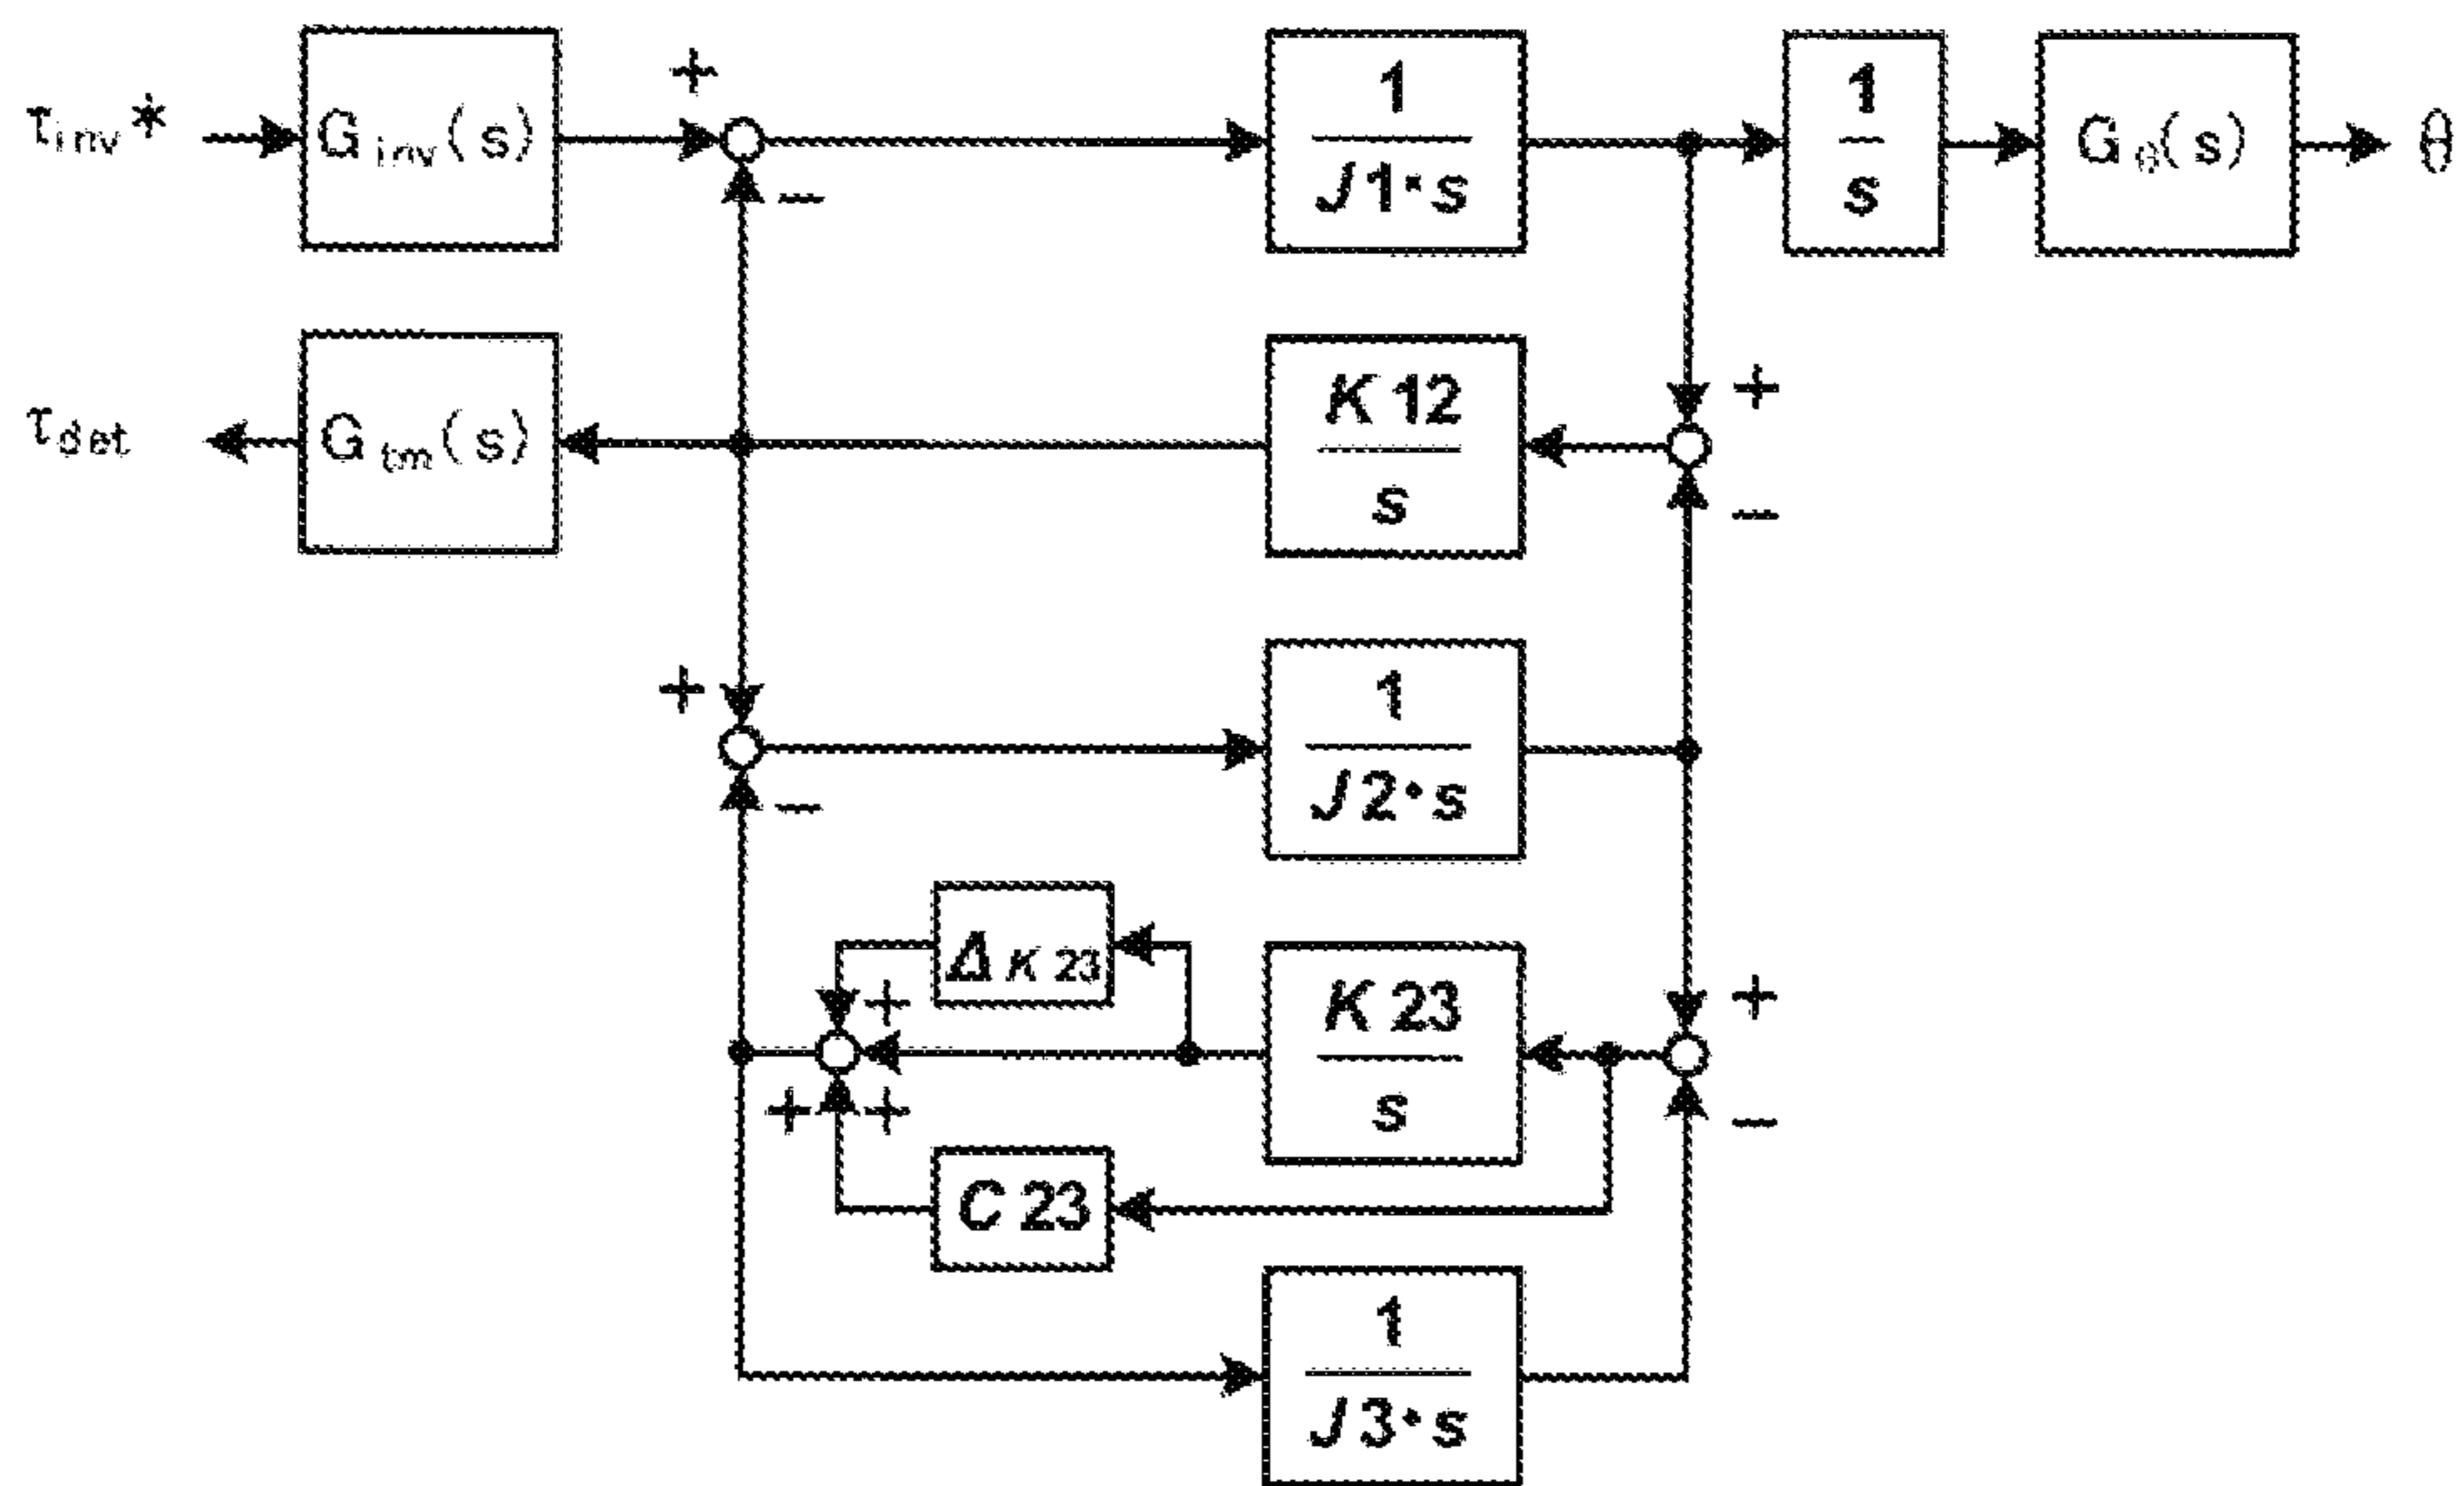 τinv* Ginv(s) + 1 1 Gθ(s) θ
J1·s s
−
τdet Gtm(s) K12 +
s −
+ 1
J2·s
−
ΔK23
+ K23 +
s
+ + −
C23
1
J3·s